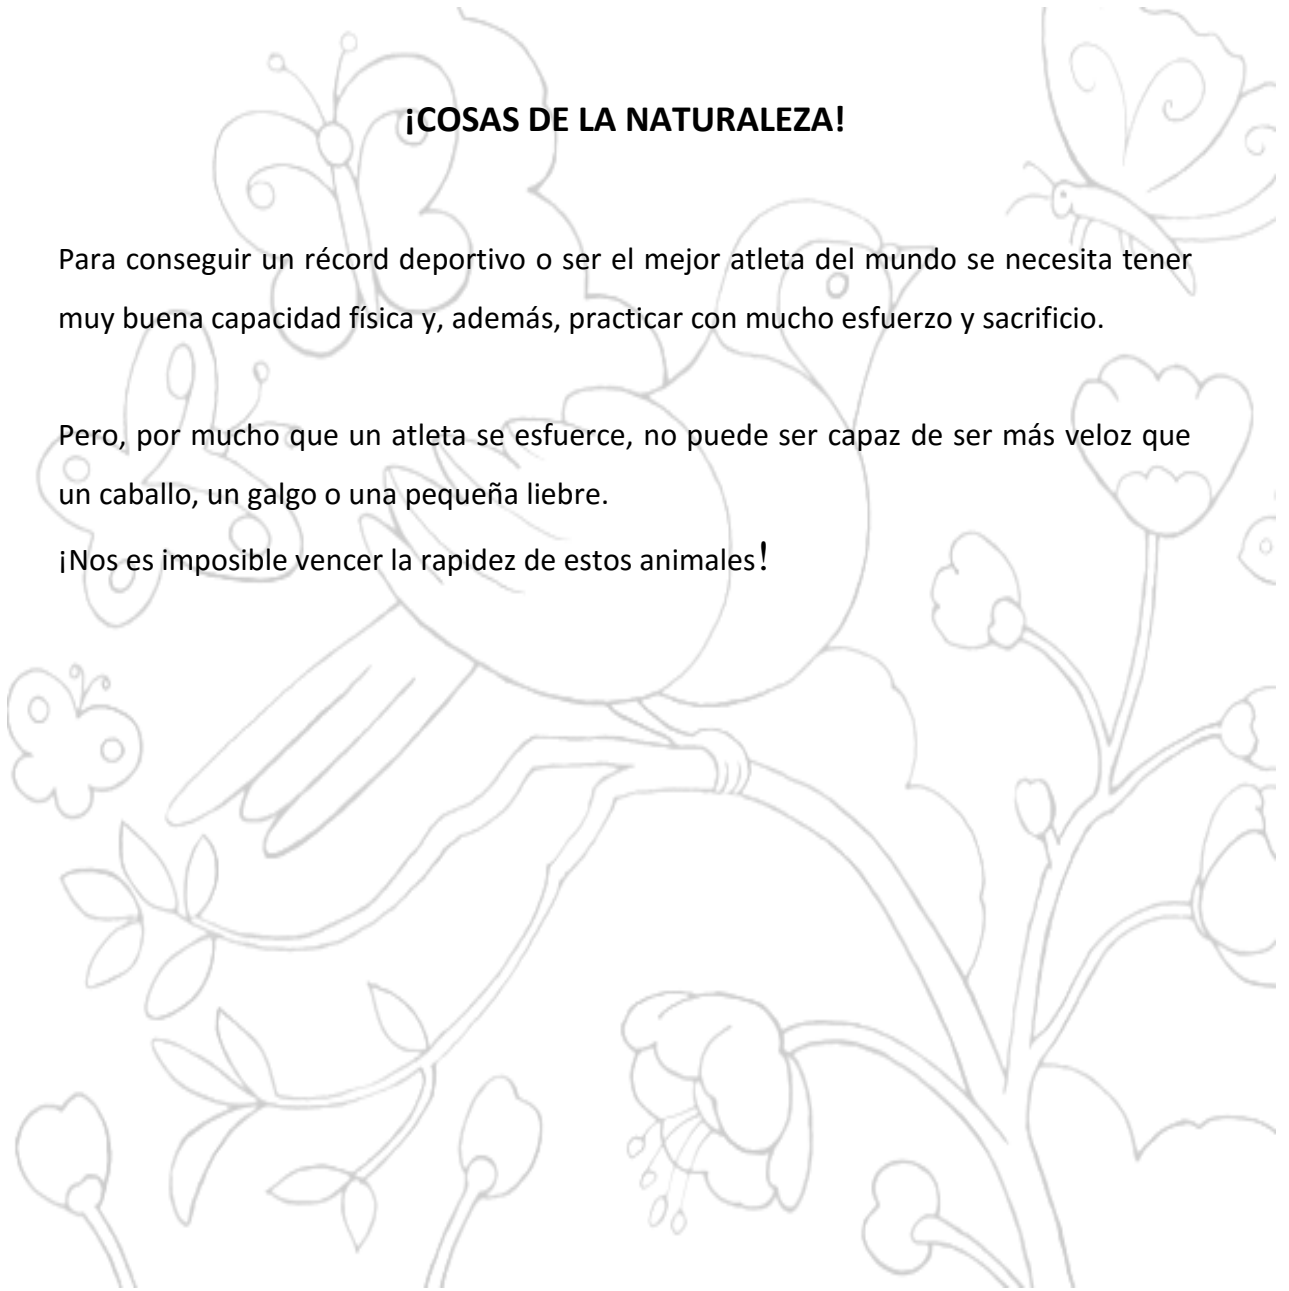 ¡COSAS DE LA NATURALEZA!
Para conseguir un récord deportivo o ser el mejor atleta del mundo se necesita tener
muy buena capacidad física y, además, practicar con mucho esfuerzo y sacrificio.
Pero, por mucho que un atleta se esfuerce, no puede ser capaz de ser más veloz que
un caballo, un galgo o una pequeña liebre.
¡Nos es imposible vencer la rapidez de estos animales!